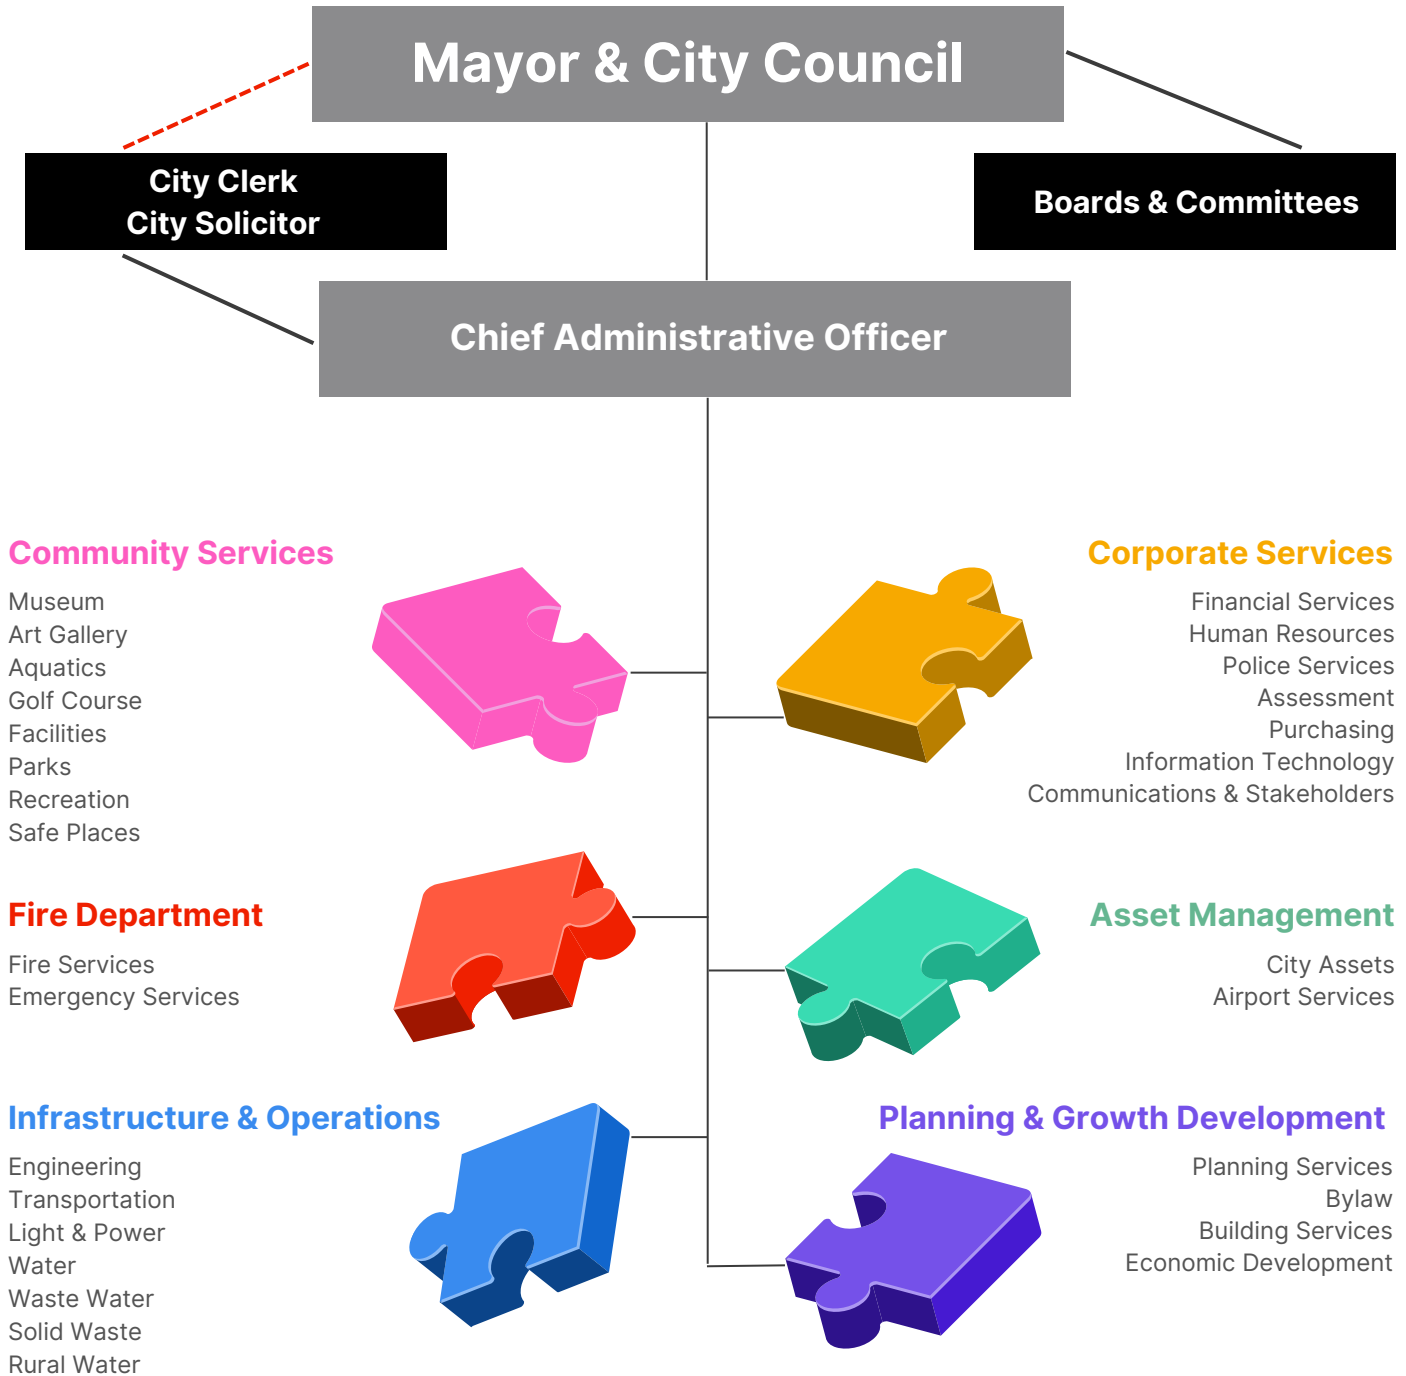 Mayor & City Council
City Clerk
City Solicitor
Boards & Committees
Chief Administrative Officer
Community Services
Museum
Art Gallery
Aquatics
Golf Course
Facilities
Parks
Recreation
Safe Places
Corporate Services
Financial Services
Human Resources
Police Services
Assessment
Purchasing
Information Technology
Communications & Stakeholders
Fire Department
Fire Services
Emergency Services
Asset Management
City Assets
Airport Services
Infrastructure & Operations
Engineering
Transportation
Light & Power
Water
Waste Water
Solid Waste
Rural Water
Planning & Growth Development
Planning Services
Bylaw
Building Services
Economic Development